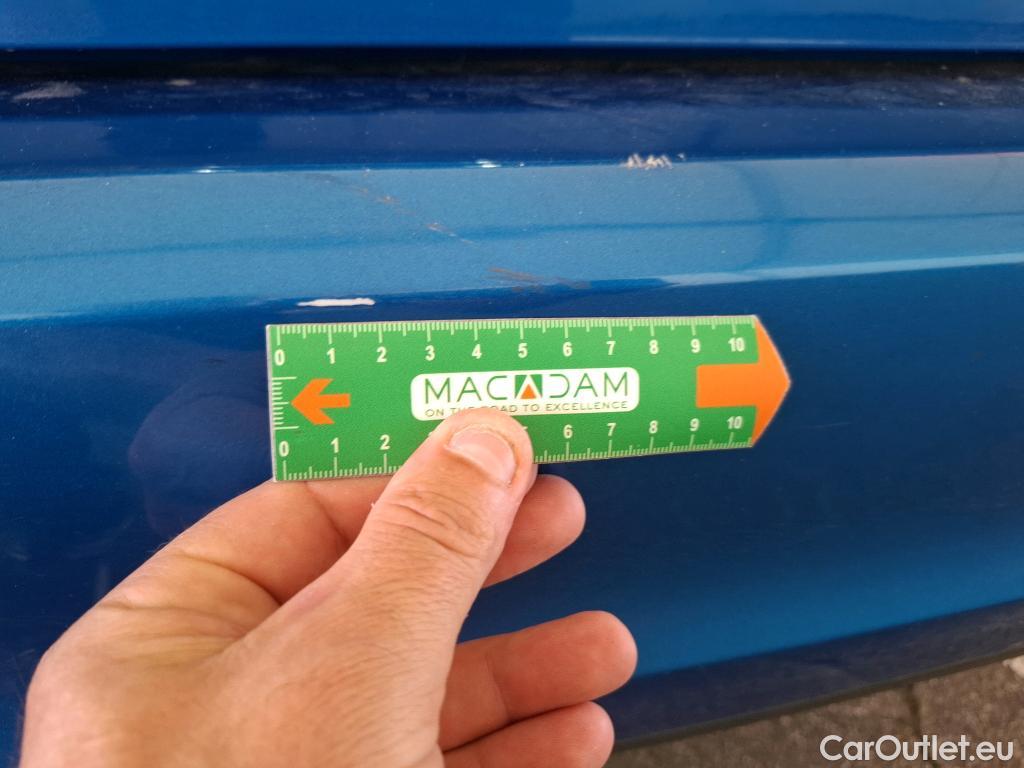 0 1 2 3 4 5 6 7 8 9 10
MACADAM
ON THE ROAD TO EXCELLENCE
0 1 2 6 7 8 9 10
CarOutlet.eu